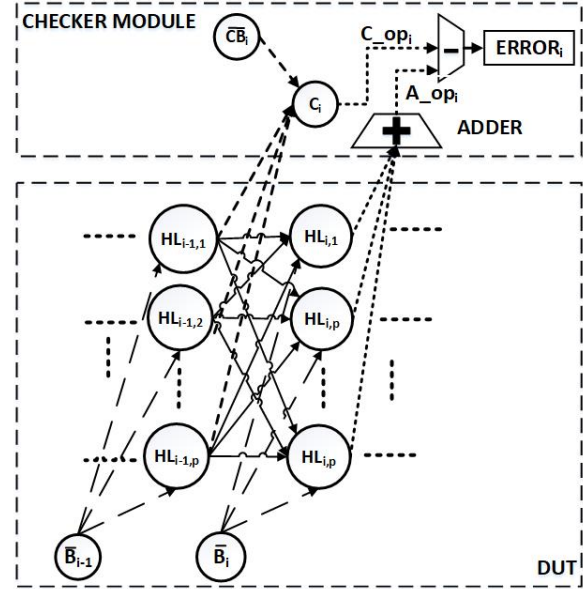 CHECKER MODULE
C̅B̅ᵢ
C_opᵢ
-
ERRORᵢ
Cᵢ
A_opᵢ
+
ADDER
HLᵢ₋₁,₁
HLᵢ,₁
HLᵢ₋₁,₂
HLᵢ,ₚ
HLᵢ₋₁,ₚ
HLᵢ,ₚ
B̅ᵢ₋₁
B̅ᵢ
DUT